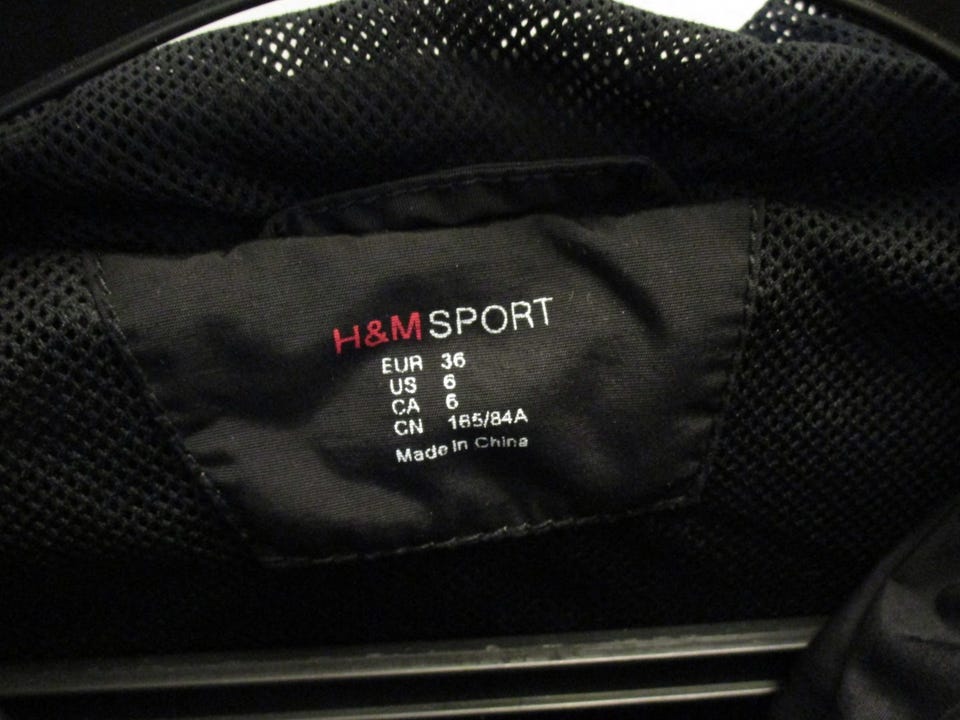 H&M SPORT
EUR 36
US 6
CA 6
CN 165/84A
Made in China